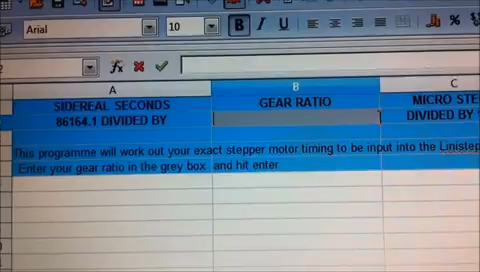 Arial 10 B I U %
A B C
SIDEREAL SECONDS GEAR RATIO MICRO STE
86164.1 DIVIDED BY DIVIDED BY
This programme will work out your exact stepper motor timing to be input into the Linistep
Enter your gear ratio in the grey box and hit enter